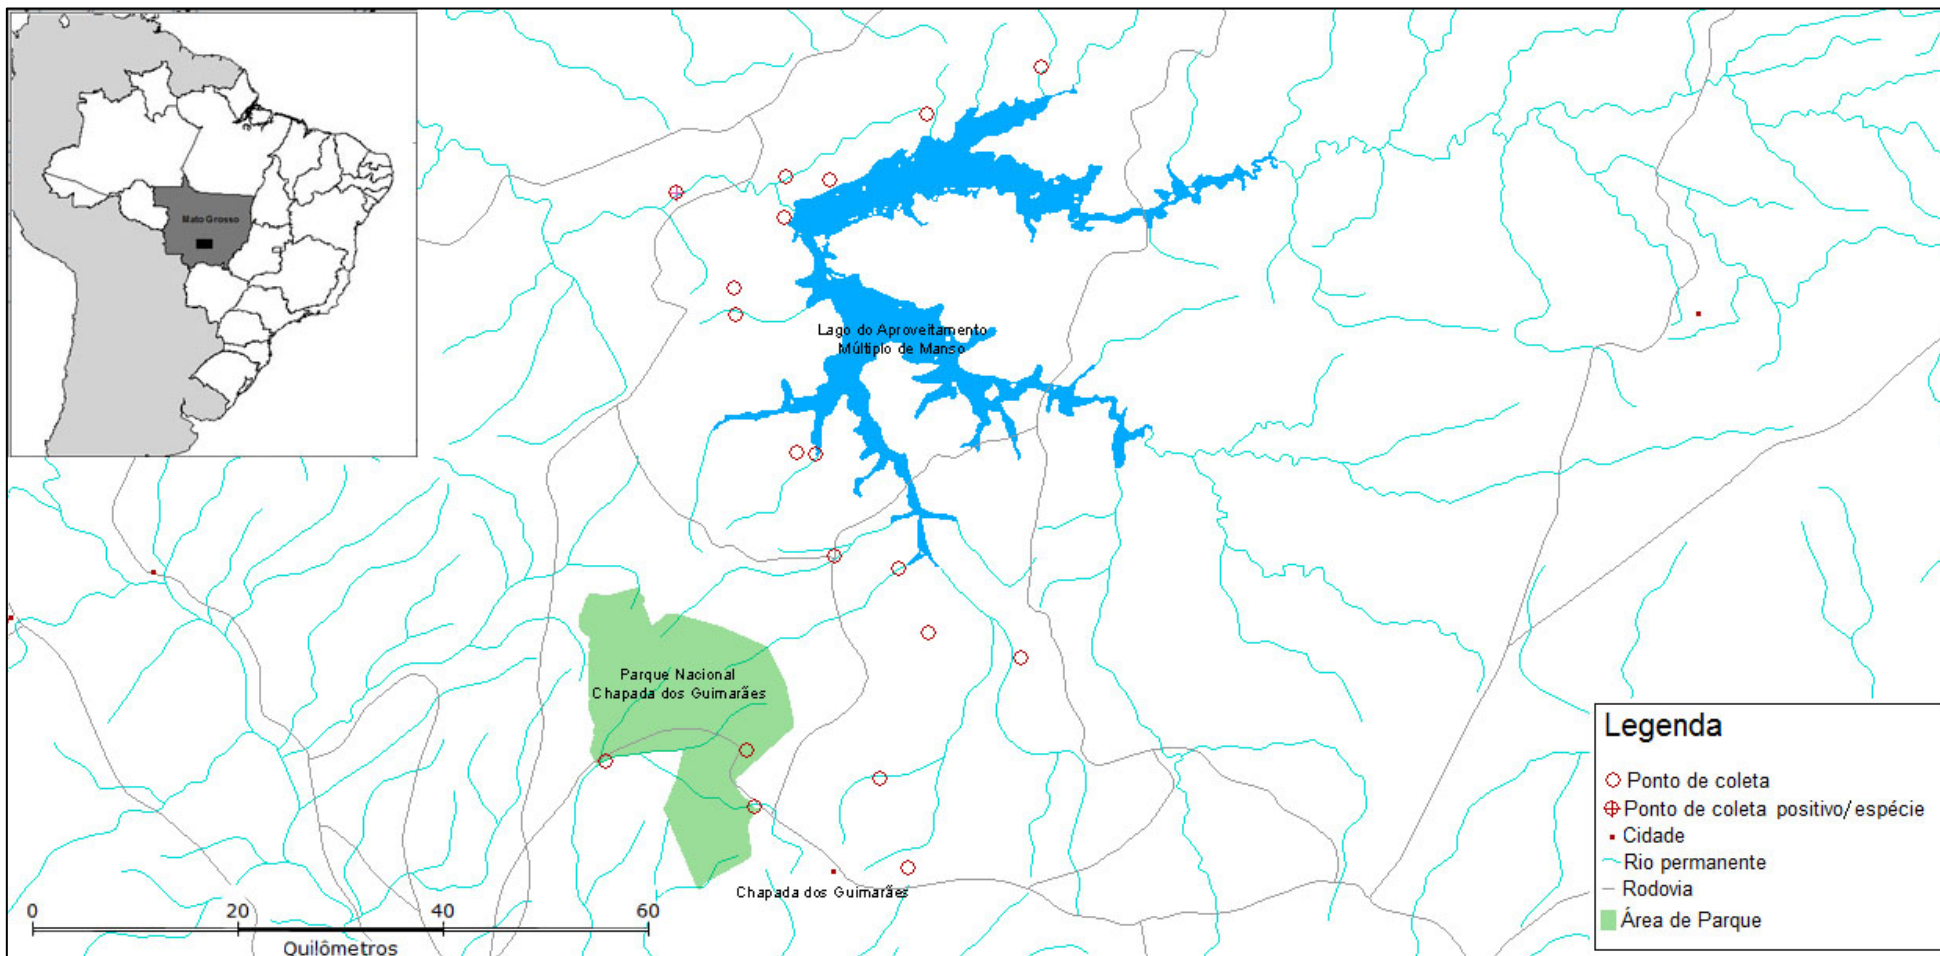 Mato Grosso
Lago do Aproveitamento
Múltiplo de Manso
Parque Nacional
Chapada dos Guimarães
Chapada dos Guimarães
0 20 40 60
Quilômetros
Legenda
Ponto de coleta
Ponto de coleta positivo/espécie
Cidade
Rio permanente
Rodovia
Área de Parque